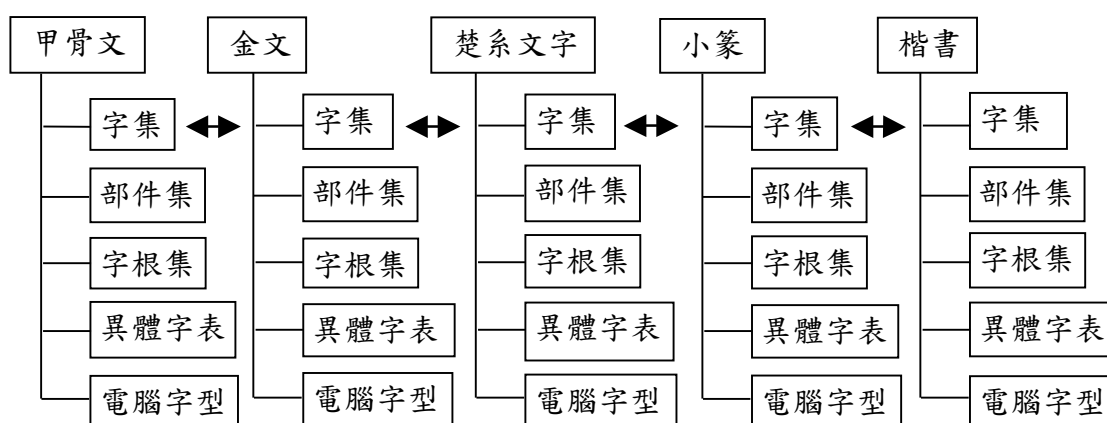 甲骨文 金文 楚系文字 小篆 楷書
字集 字集 字集 字集 字集
部件集 部件集 部件集 部件集 部件集
字根集 字根集 字根集 字根集 字根集
異體字表 異體字表 異體字表 異體字表 異體字表
電腦字型 電腦字型 電腦字型 電腦字型 電腦字型